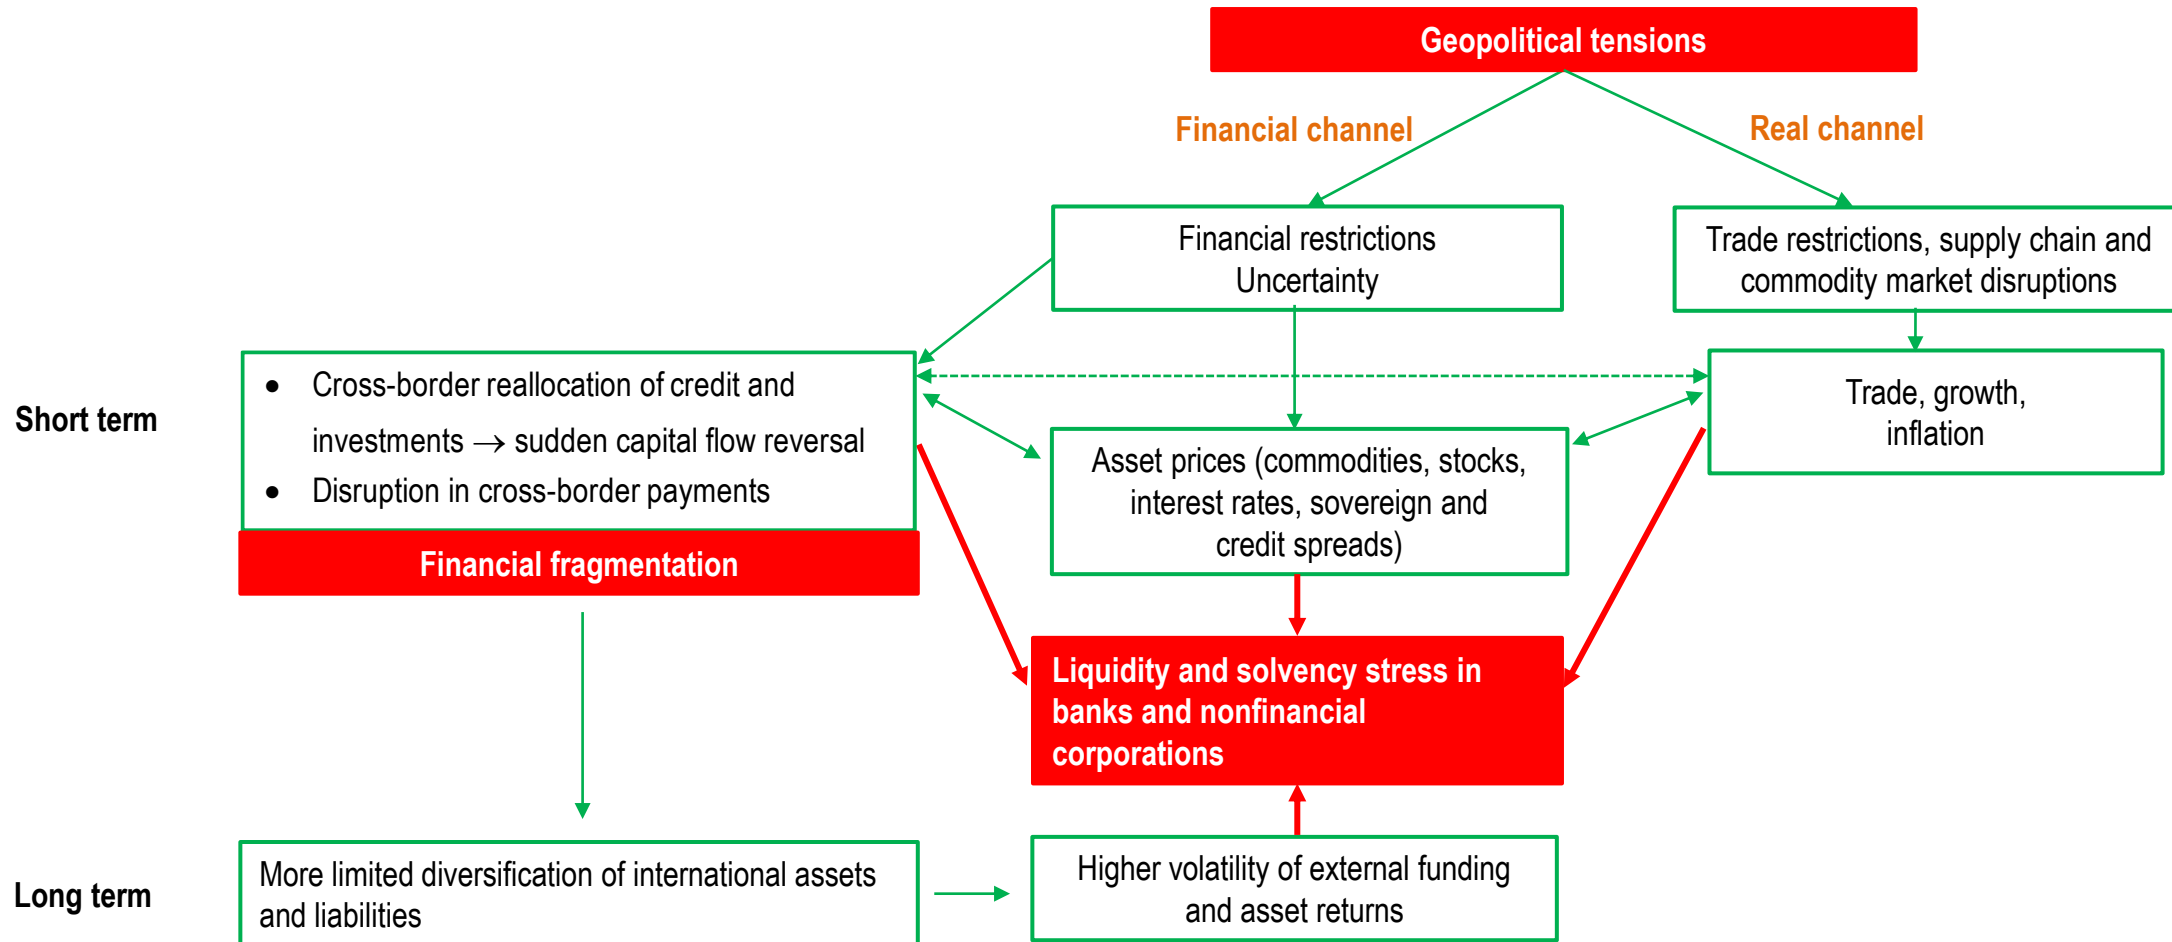 Geopolitical tensions
Financial channel
Real channel
Financial restrictions
Uncertainty
Trade restrictions, supply chain and
commodity market disruptions
Short term
• Cross-border reallocation of credit and
investments → sudden capital flow reversal
• Disruption in cross-border payments
Financial fragmentation
Asset prices (commodities, stocks,
interest rates, sovereign and
credit spreads)
Trade, growth,
inflation
Liquidity and solvency stress in
banks and nonfinancial
corporations
Long term
More limited diversification of international assets
and liabilities
Higher volatility of external funding
and asset returns